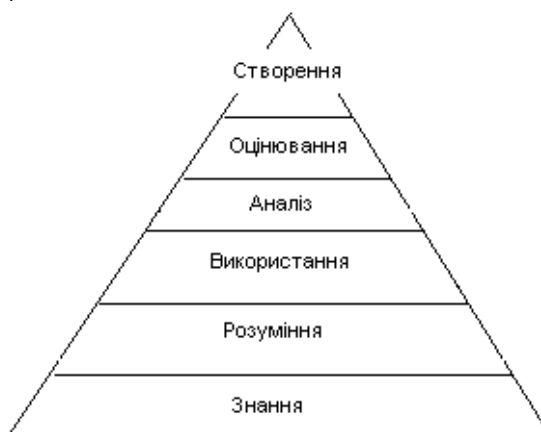 Створення
Оцінювання
Аналіз
Використання
Розуміння
Знання